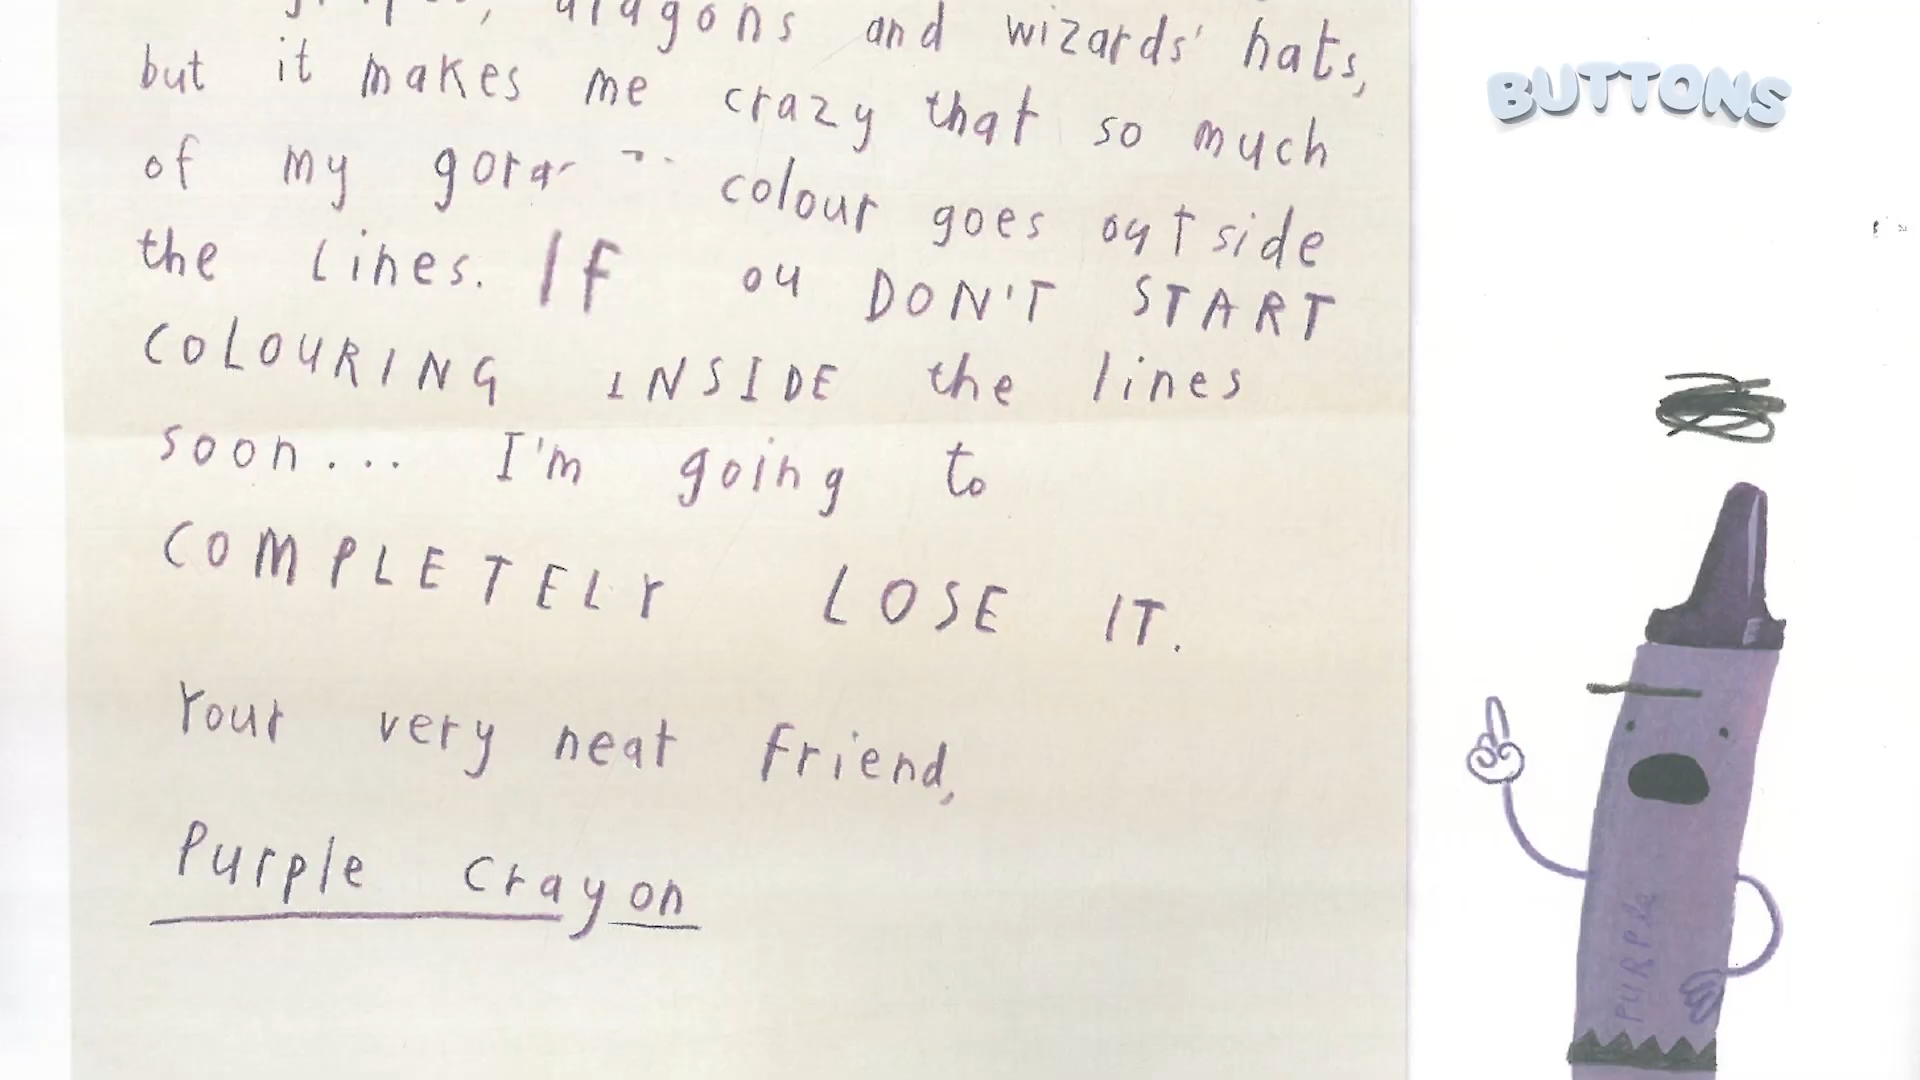 dragons and wizards' hats,
but it makes me crazy that so much
of my colour goes outside
the lines. IF ou DON'T START
COLOURING INSIDE the lines
soon... I'm going to
COMPLETELY LOSE IT.
Your very neat friend,
Purple Crayon
BUTTONS
PURPLE